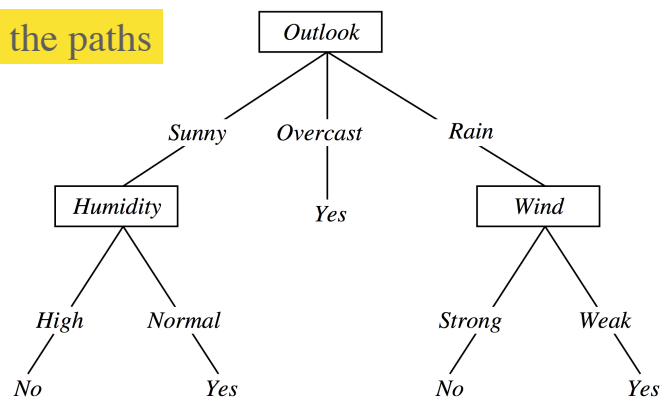 the paths
Outlook
Sunny Overcast Rain
Humidity Yes Wind
High Normal Strong Weak
No Yes No Yes